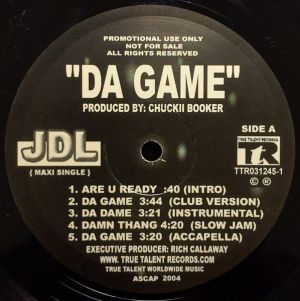 PROMOTIONAL USE ONLY
NOT FOR SALE
ALL RIGHTS RESERVED
"DA GAME"
PRODUCED BY: CHUCKII BOOKER
JDL
( MAXI SINGLE )
SIDE A
TRUE TALENT RECORDS
TR
TTR031245-1
© ®
1. ARE U READY :40 (INTRO)
2. DA GAME 3:44 (CLUB VERSION)
3. DA DAME 3:21 (INSTRUMENTAL)
4. DAMN THANG 4:20 (SLOW JAM)
5. DA GAME 3:20 (ACCAPELLA)
EXECUTIVE PRODUCER: RICH CALLAWAY
WWW.TRUE TALENT RECORDS.COM
TRUE TALENT WORLDWIDE MUSIC
ASCAP 2004